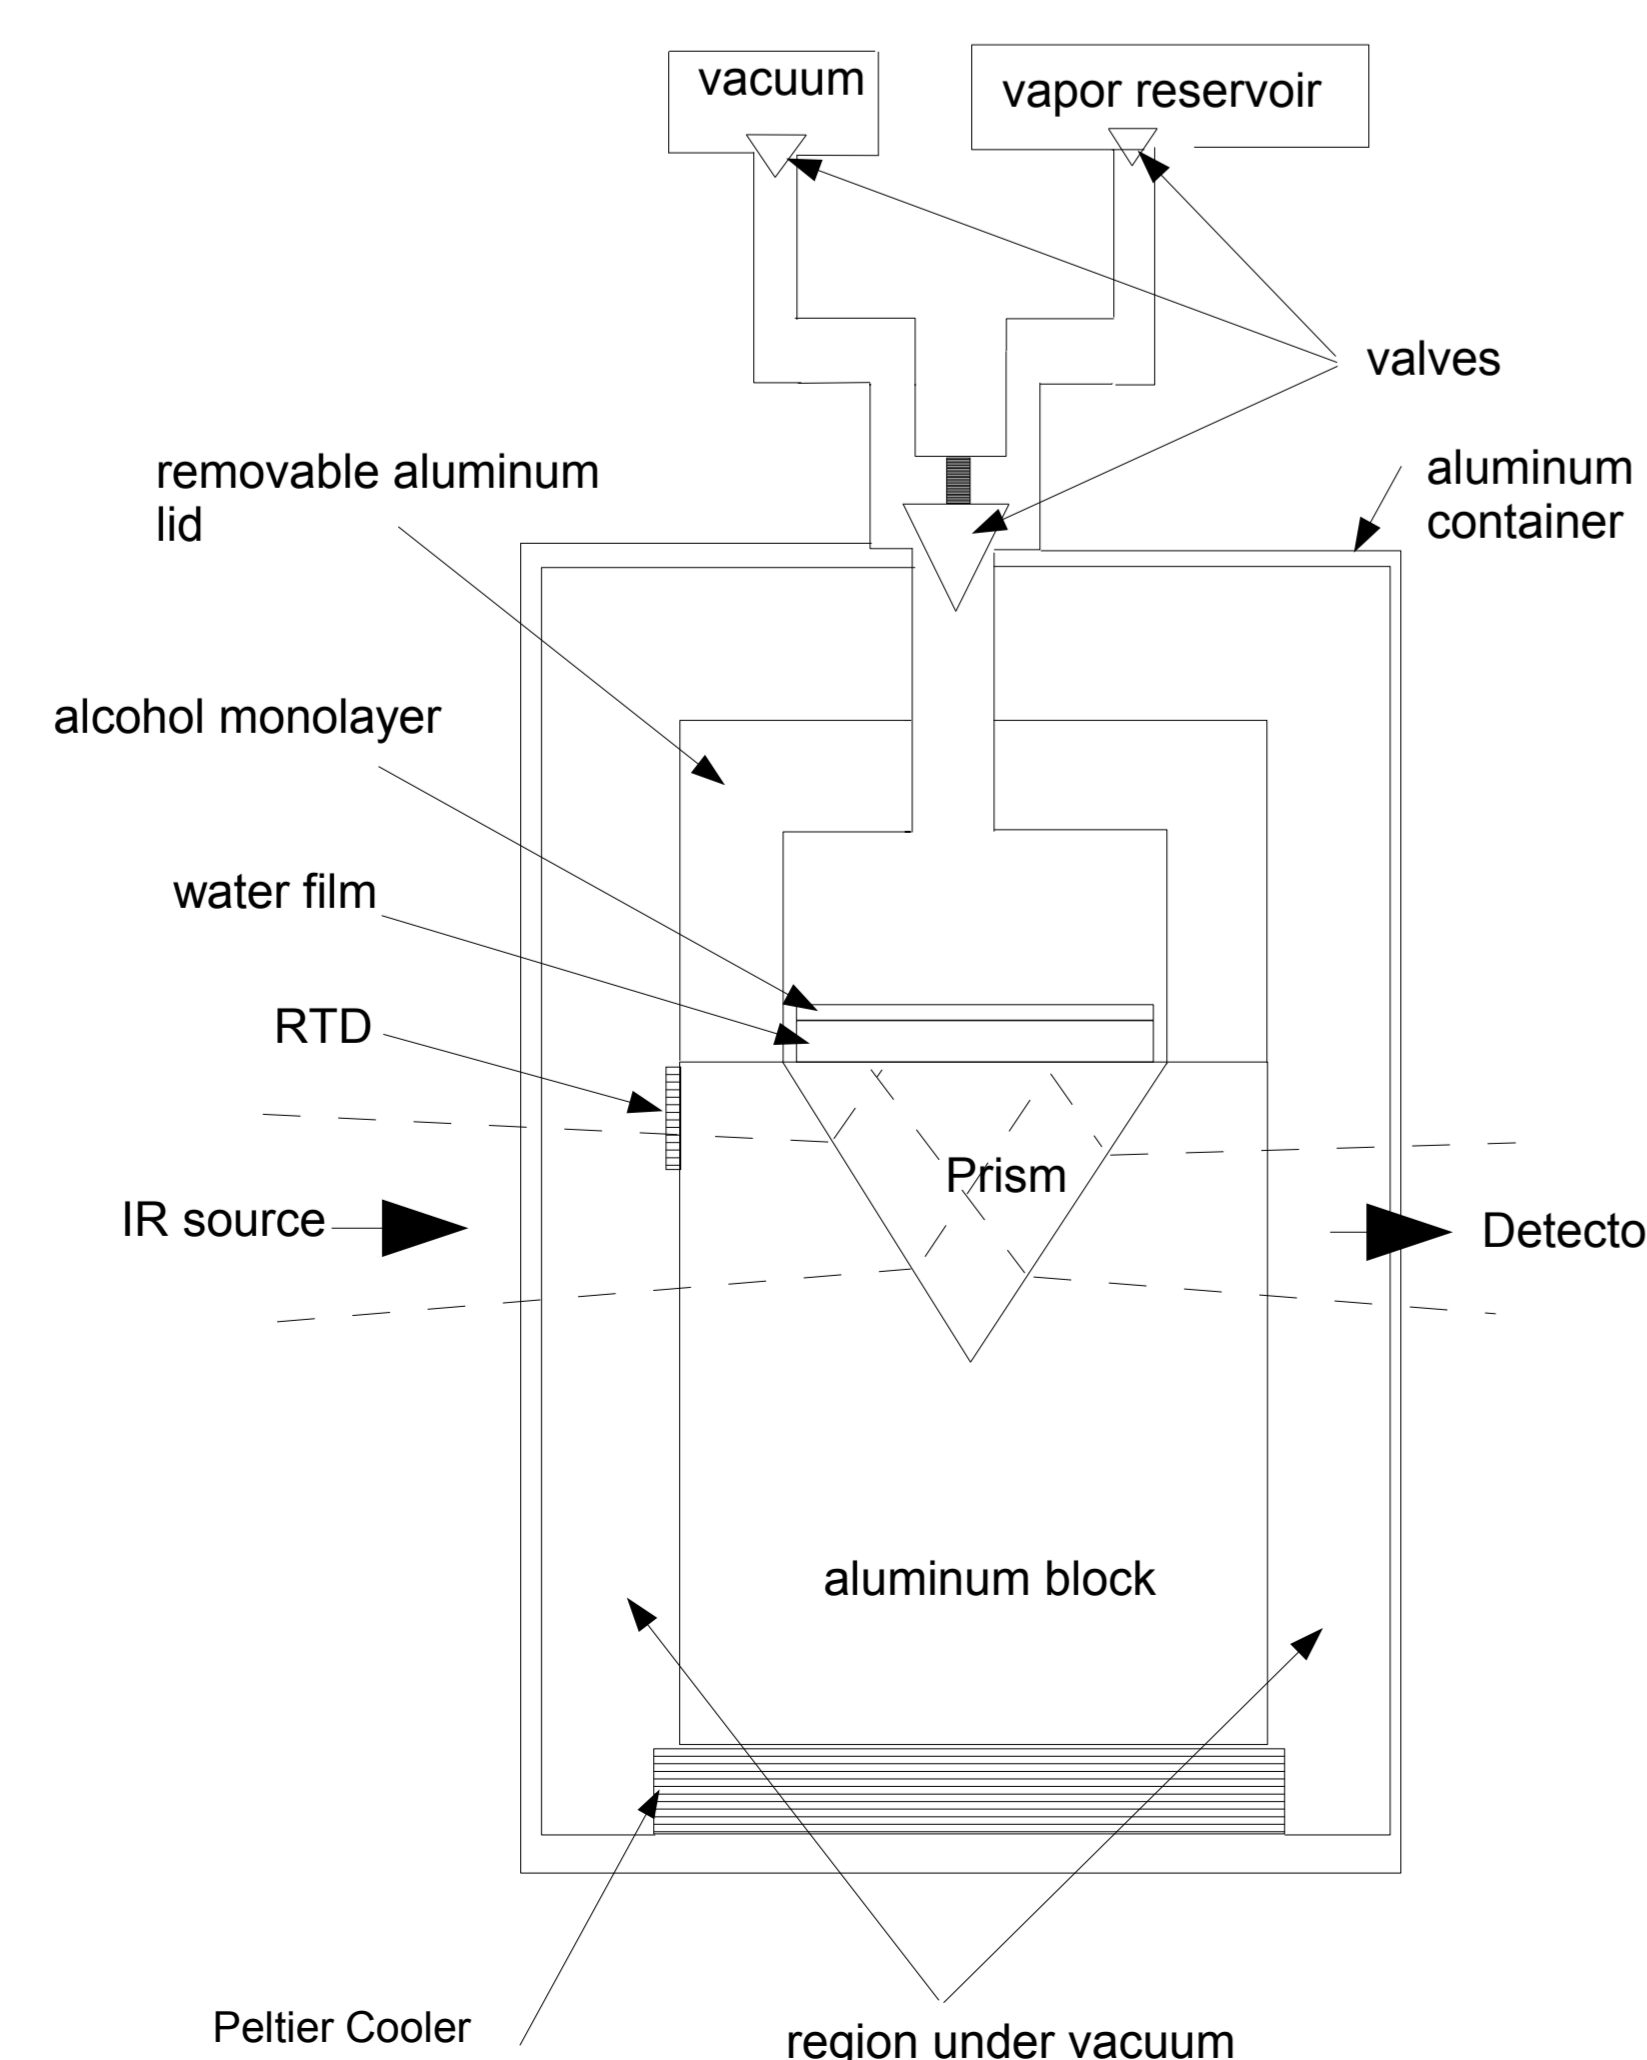 vacuum
vapor reservoir
valves
removable aluminum
lid
aluminum
container
alcohol monolayer
water film
RTD
Prism
IR source
Detecto
aluminum block
Peltier Cooler
region under vacuum